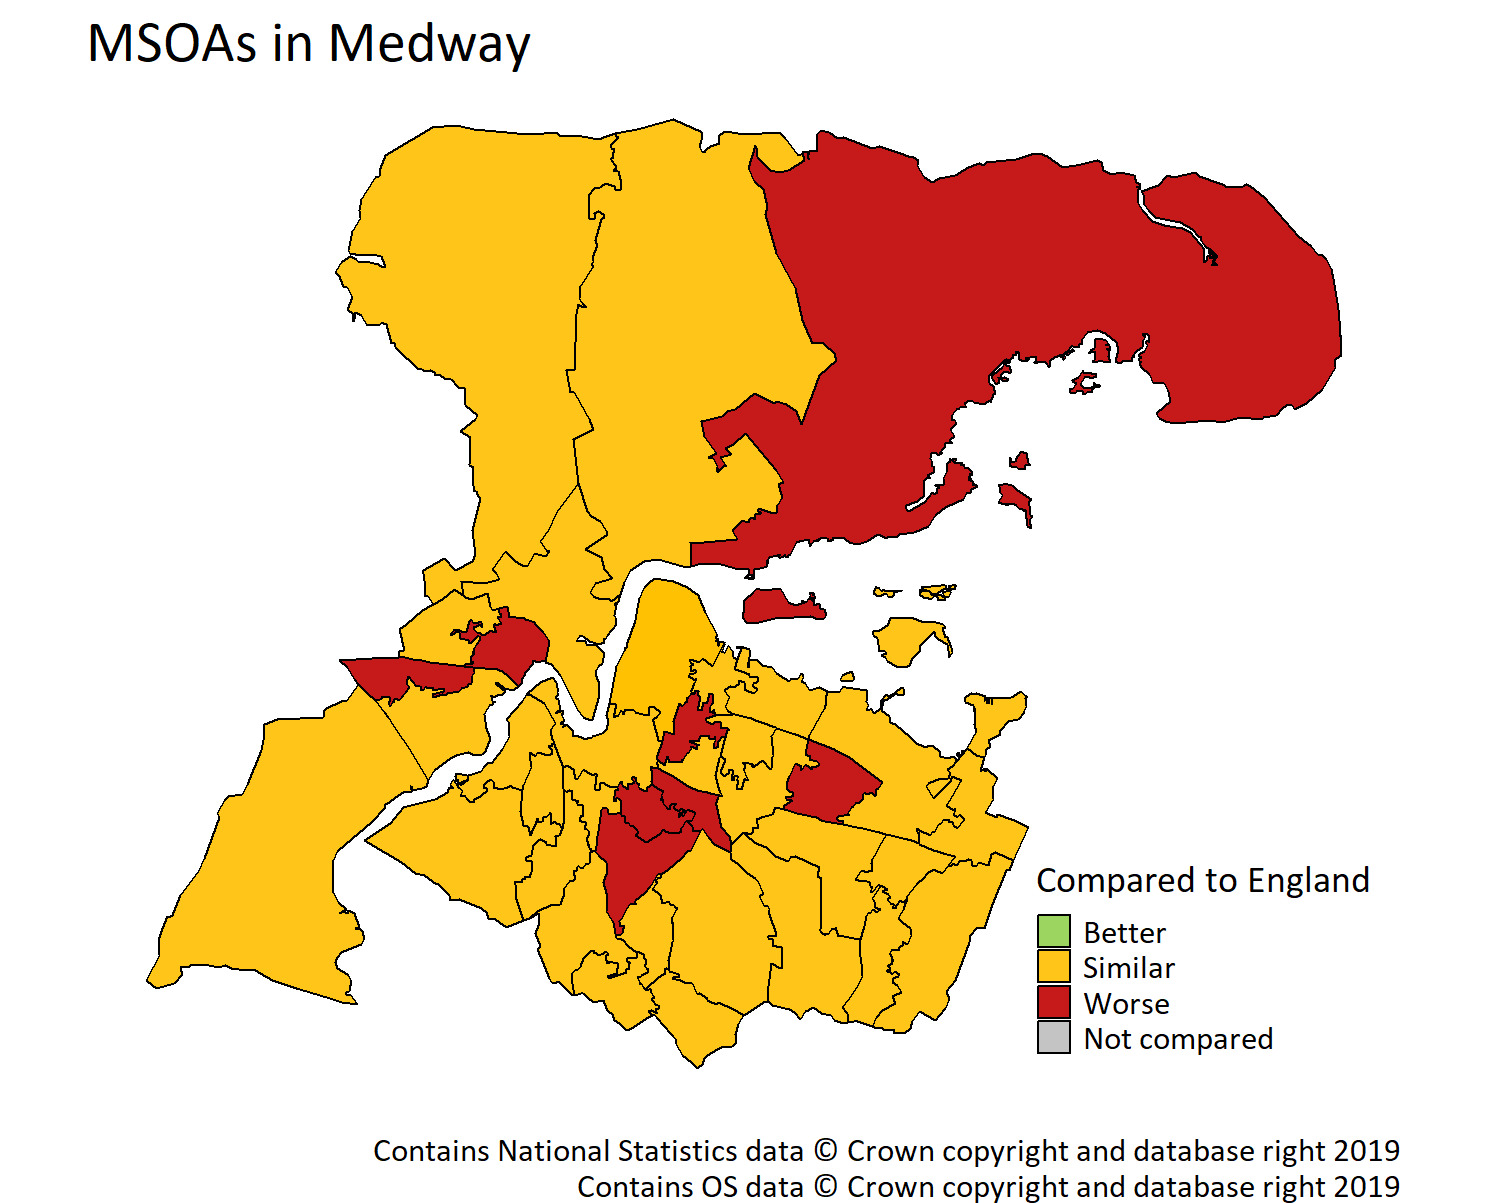 MSOAs in Medway
Compared to England
Better
Similar
Worse
Not compared
Contains National Statistics data © Crown copyright and database right 2019
Contains OS data © Crown copyright and database right 2019